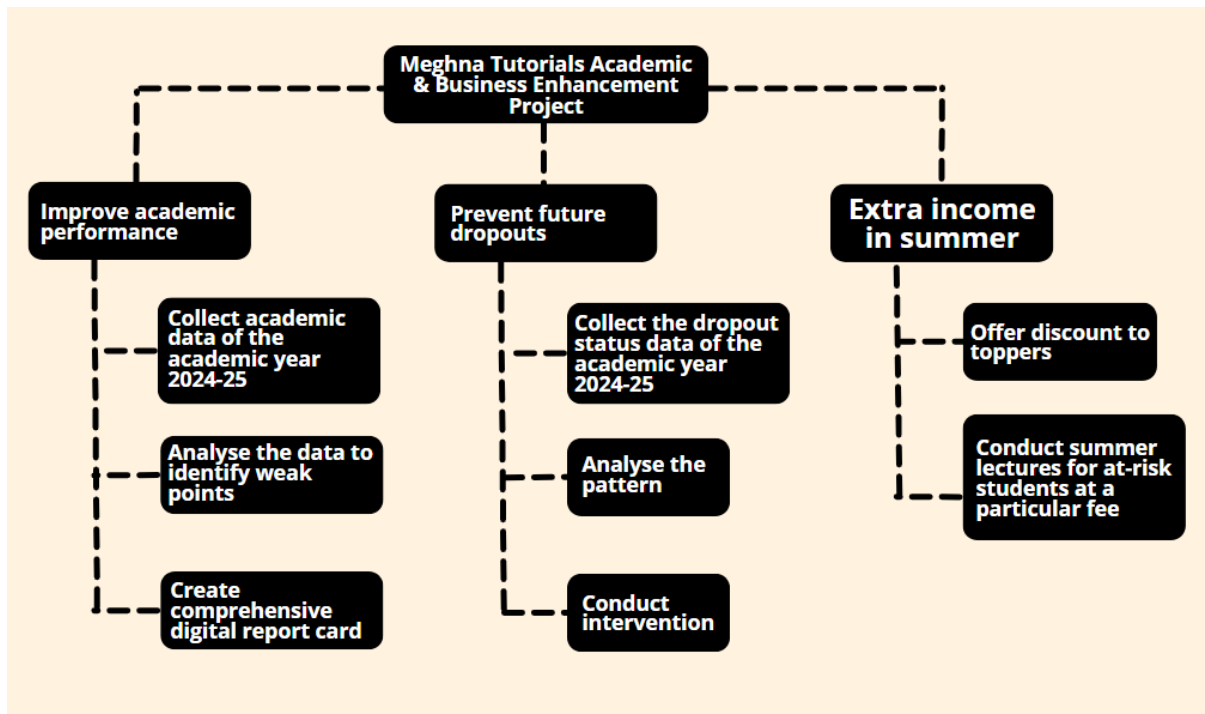 Meghna Tutorials Academic
& Business Enhancement
Project
Improve academic
performance
Collect academic
data of the
academic year
2024-25
Analyse the data to
identify weak
points
Create
comprehensive
digital report card
Prevent future
dropouts
Collect the dropout
status data of the
academic year
2024-25
Analyse the
pattern
Conduct
intervention
Extra income
in summer
Offer discount to
toppers
Conduct summer
lectures for at-risk
students at a
particular fee